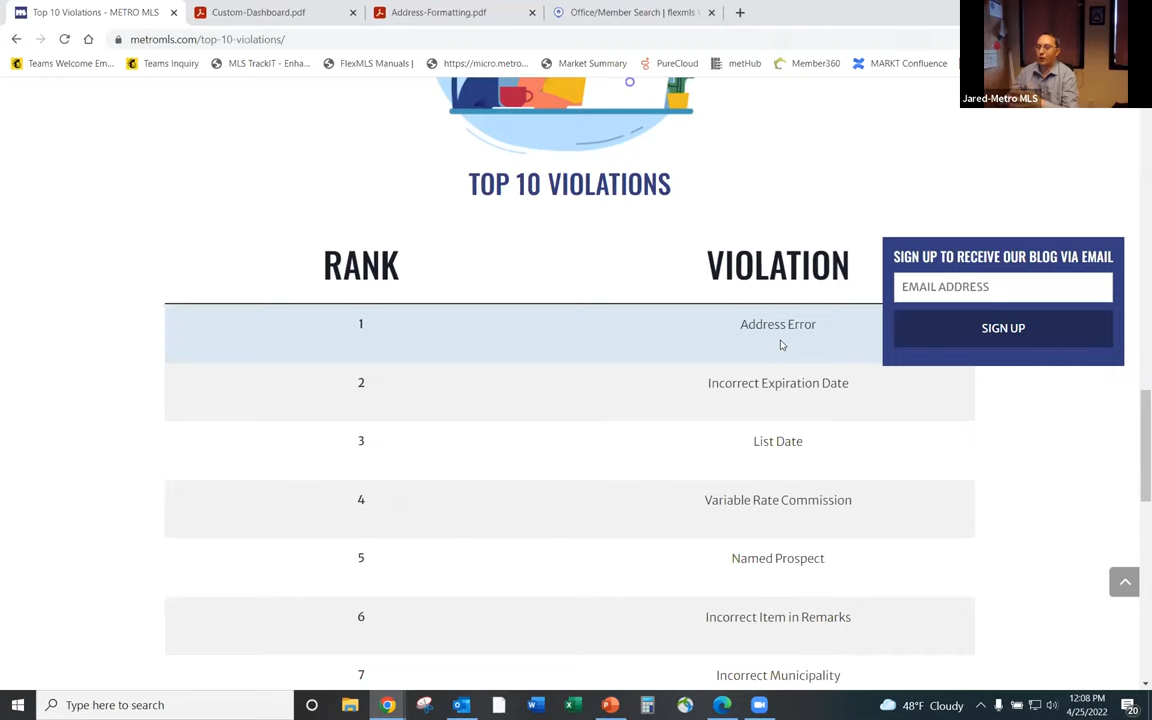 Top 10 Violations - METRO MLS
Custom-Dashboard.pdf
Address-Formatting.pdf
Office/Member Search | flexmls
metromls.com/top-10-violations/
Teams Welcome Em...
Teams Inquiry
MLS TrackIT - Enha...
FlexMLS Manuals |
https://micro.metro...
Market Summary
PureCloud
metHub
Member360
MARKT Confluence
Jared-Metro MLS
TOP 10 VIOLATIONS
RANK VIOLATION
SIGN UP TO RECEIVE OUR BLOG VIA EMAIL
EMAIL ADDRESS
SIGN UP
1 Address Error
2 Incorrect Expiration Date
3 List Date
4 Variable Rate Commission
5 Named Prospect
6 Incorrect Item in Remarks
7 Incorrect Municipality
Type here to search
48°F Cloudy
12:08 PM
4/25/2022
20